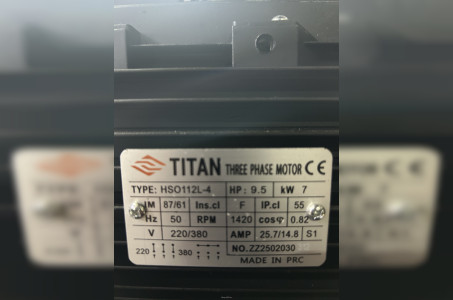 TITAN THREE PHASE MOTOR CE
TYPE: HSO112L-4 HP: 9.5 kW 7
IM 87/61 Ins.cl F IP.cl 55
Hz 50 RPM 1420 cosφ 0.82
V 220/380 AMP 25.7/14.8 S1
220 380 NO.ZZ2502030
MADE IN PRC